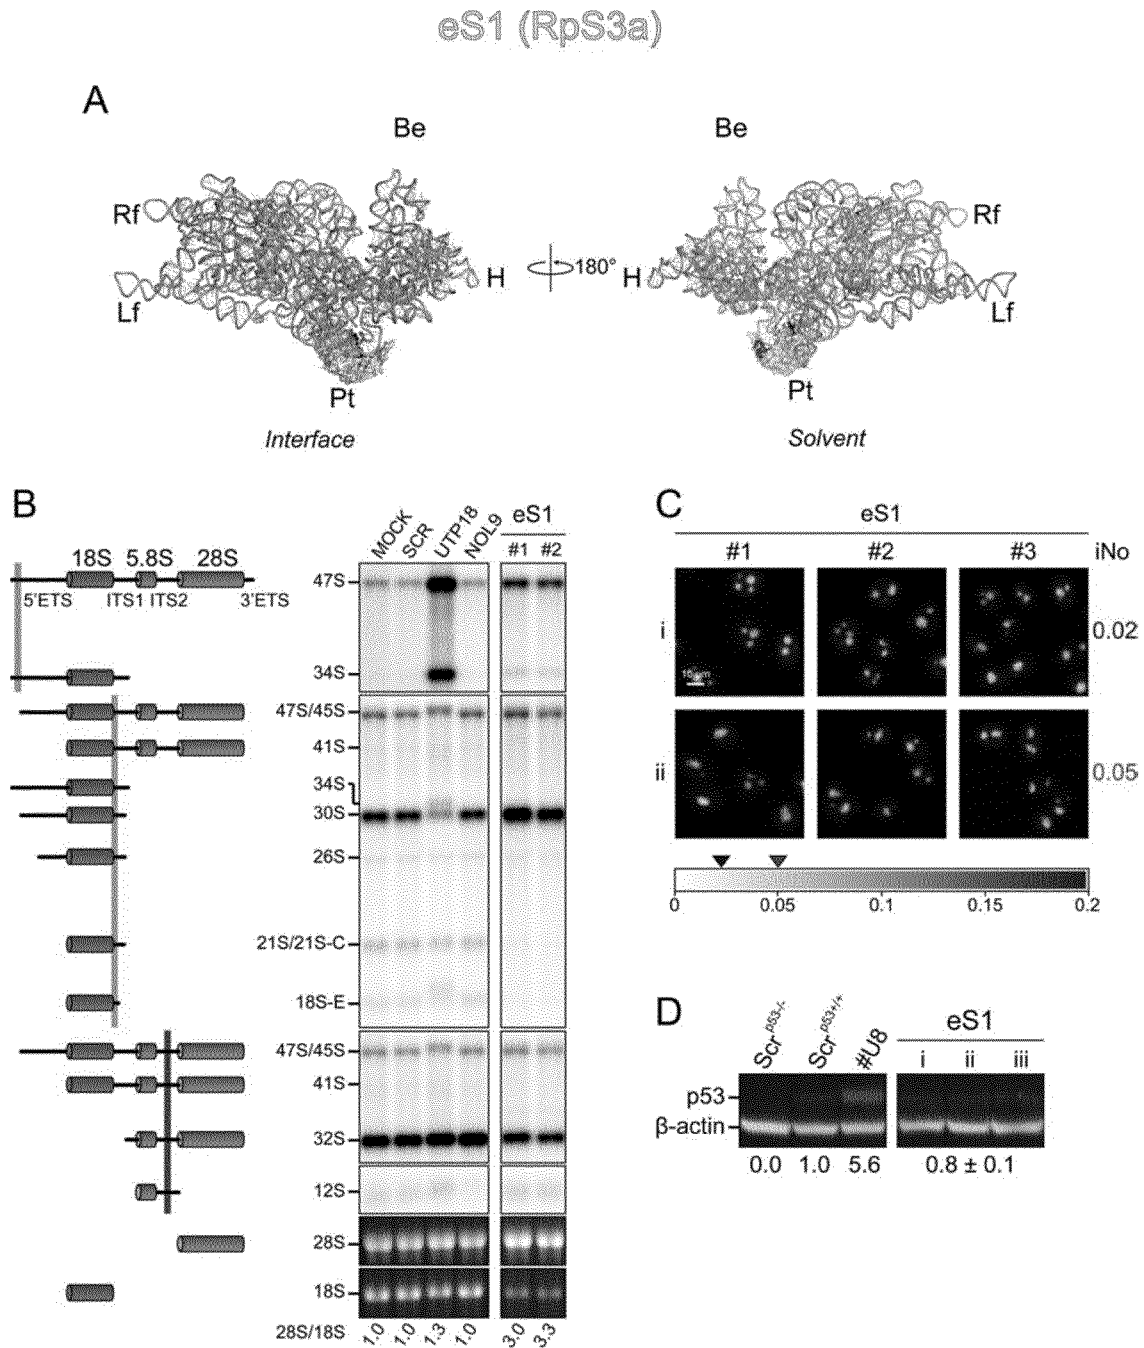 eS1 (RpS3a)
A
Be
Be
Rf
Rf
H
180°
H
Lf
Lf
Pt
Pt
Interface
Solvent
B
MOCK
SCR
UTP18
NOL9
eS1
#1
#2
18S
5.8S
28S
5'ETS
ITS1
ITS2
3'ETS
47S
34S
47S/45S
41S
34S
30S
26S
21S/21S-C
18S-E
47S/45S
41S
32S
12S
28S
18S
28S/18S
1.0
1.0
1.3
1.0
3.0
3.3
C
eS1
#1
#2
#3
iNo
i
0.02
10µm
ii
0.05
0
0.05
0.1
0.15
0.2
D
Scr p53-/-
Scr p53+/+
#U8
eS1
i
ii
iii
p53
β-actin
0.0
1.0
5.6
0.8 ± 0.1